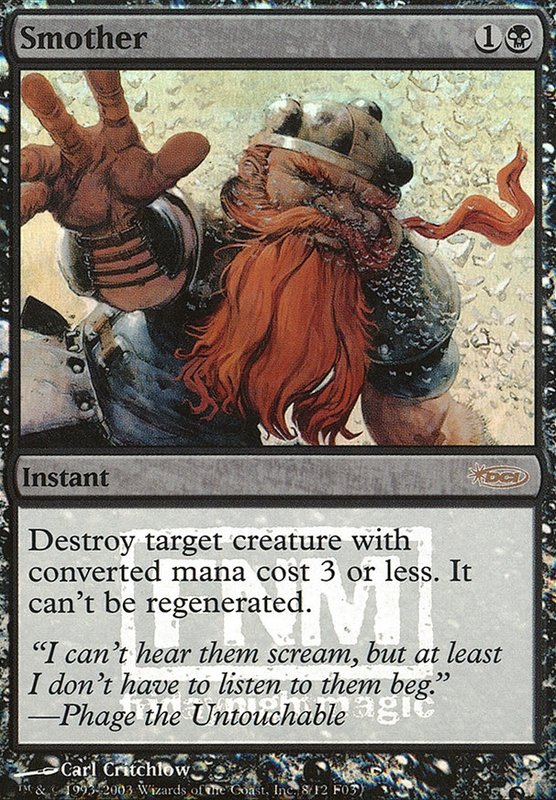 Smother
1
Instant
DCI
Destroy target creature with
converted mana cost 3 or less. It
can't be regenerated.
FNM
"I can't hear them scream, but at least
I don't have to listen to them beg."
—Phage the Untouchable
fridaynightmagic
Carl Critchlow
™ & © 1993–2003 Wizards of the Coast, Inc. 8/12 F03